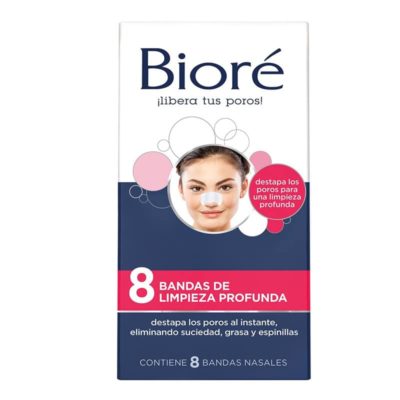 Bioré
¡libera tus poros!
destapa los
poros para
una limpieza
profunda
8 BANDAS DE
LIMPIEZA PROFUNDA
destapa los poros al instante,
eliminando suciedad, grasa y espinillas
CONTIENE 8 BANDAS NASALES